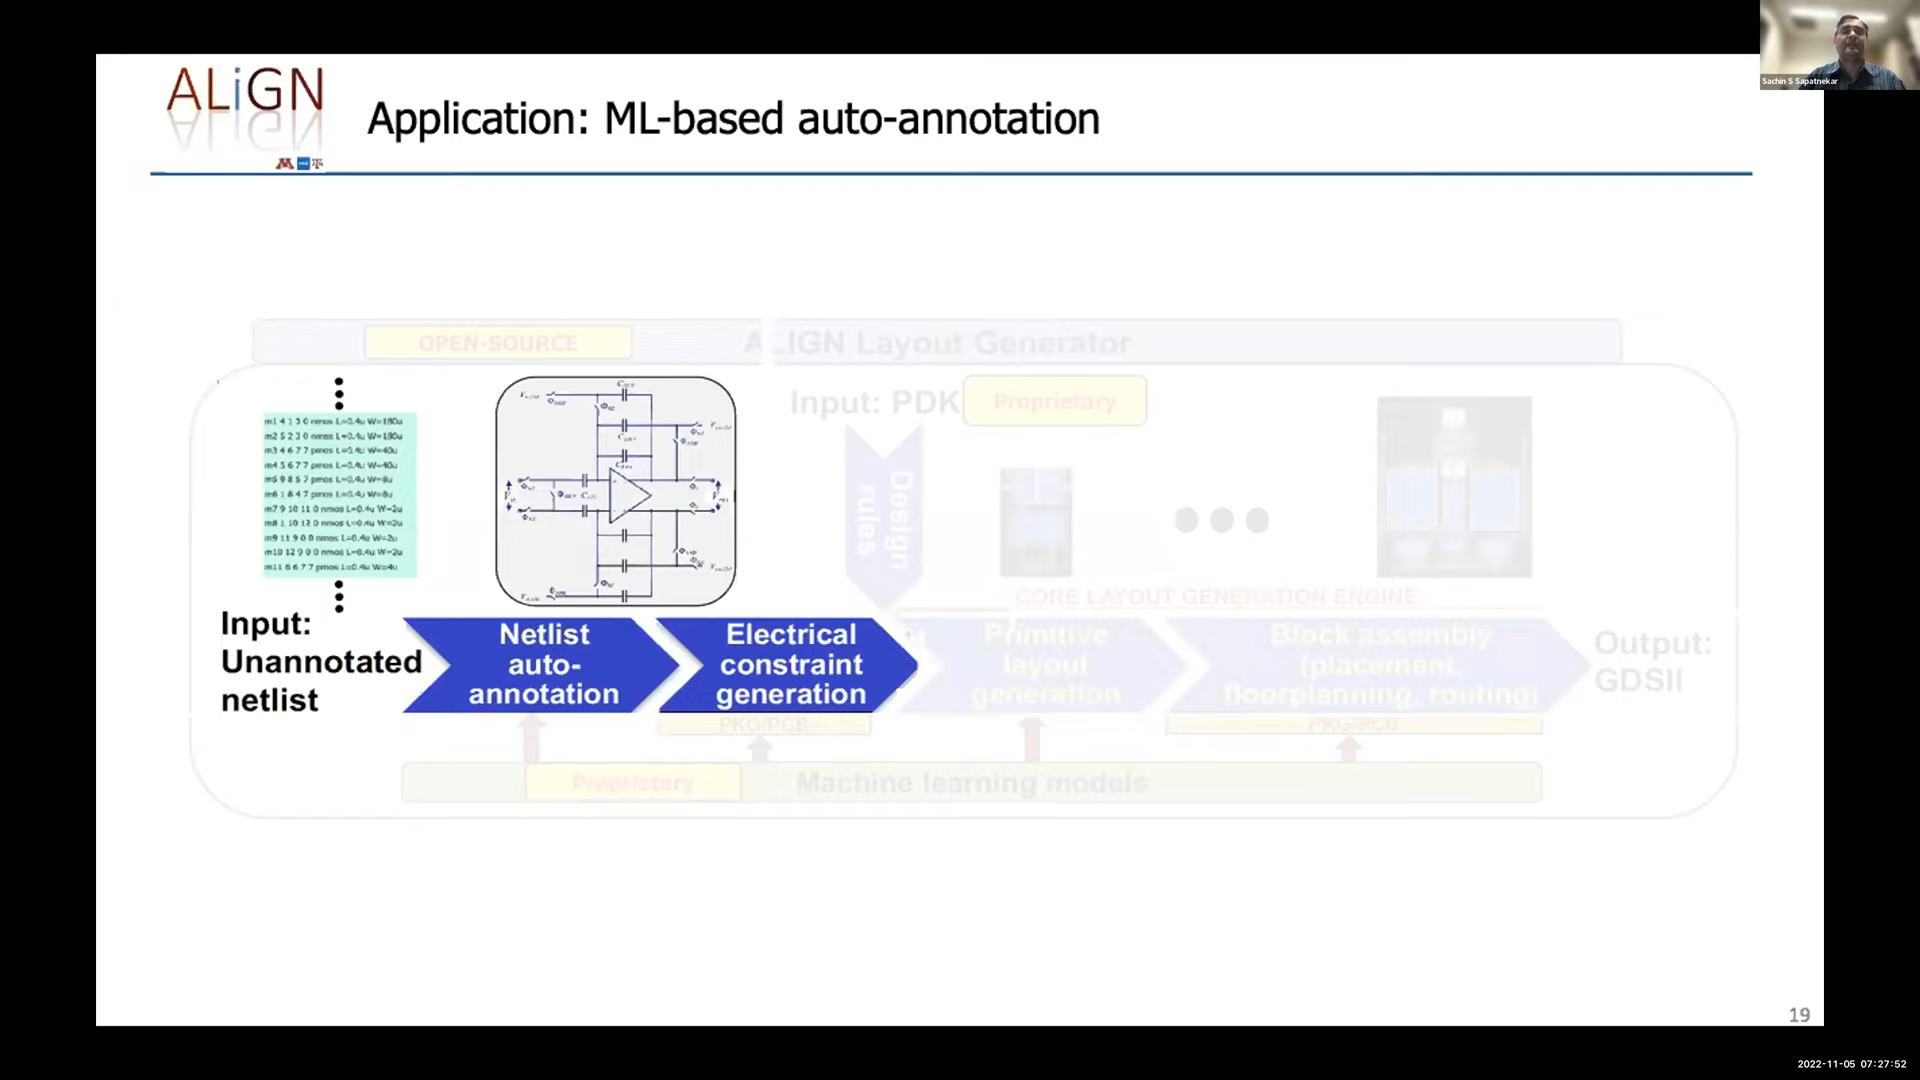 Sachin S Sapatnekar
ALiGN
Application: ML-based auto-annotation
OPEN-SOURCE
ALIGN Layout Generator
Input: PDK
Proprietary
m1 4 1 3 0 nmos L=0.4u W=180u
m2 5 2 3 0 nmos L=0.4u W=180u
m3 4 6 7 7 pmos L=0.4u W=40u
m4 5 6 7 7 pmos L=0.4u W=40u
m5 9 8 5 7 pmos L=0.4u W=8u
m6 1 8 4 7 pmos L=0.4u W=8u
m7 9 10 11 0 nmos L=0.4u W=2u
m8 1 10 12 0 nmos L=0.4u W=2u
m9 11 9 0 0 nmos L=0.4u W=2u
m10 12 9 0 0 nmos L=0.4u W=2u
m11 6 6 7 7 pmos L=0.4u W=4u
Design
rules
CORE LAYOUT GENERATION ENGINE
Input:
Unannotated
netlist
Netlist
auto-
annotation
Electrical
constraint
generation
Primitive
layout
generation
Block assembly
(placement,
floorplanning, routing)
Output:
GDSII
PKG/PCB
PKG/PCB
Proprietary
Machine learning models
19
2022-11-05 07:27:52